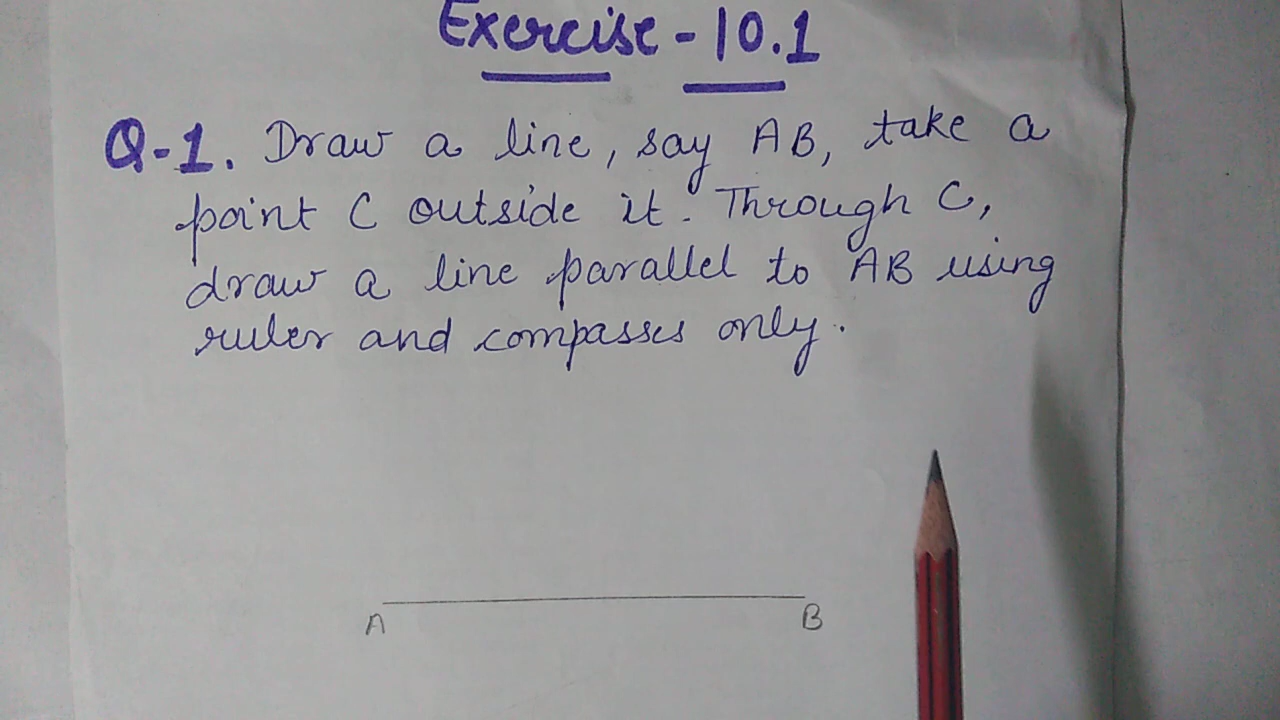 Exercise - 10.1
Q-1. Draw a line, say AB, take a
point C outside it. Through C,
draw a line parallel to AB using
ruler and compasses only.
A B